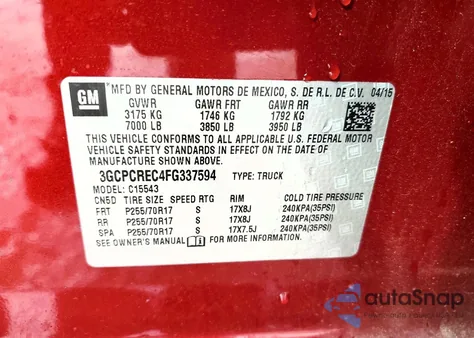 GM
MFD BY GENERAL MOTORS DE MEXICO, S. DE R.L. DE C.V. 04/15
GVWR GAWR FRT GAWR RR
3175 KG 1746 KG 1792 KG
7000 LB 3850 LB 3950 LB
THIS VEHICLE CONFORMS TO ALL APPLICABLE U.S. FEDERAL MOTOR
VEHICLE SAFETY AND THEFT PREVENTION STANDARDS IN EFFECT ON THE DATE OF
MANUFACTURE SHOWN ABOVE.
3GCPCREC4FG337594 TYPE: TRUCK
MODEL: C15543
CN5D TIRE SIZE SPEED RTG RIM COLD TIRE PRESSURE
FRT P255/70R17 S 17X8J 240KPA(35PSI)
RR P255/70R17 S 17X8J 240KPA(35PSI)
SPA P255/70R17 S 17X7.5J 240KPA(35PSI)
SEE OWNER'S MANUAL FOR MORE INFORMATION.
autoSnap